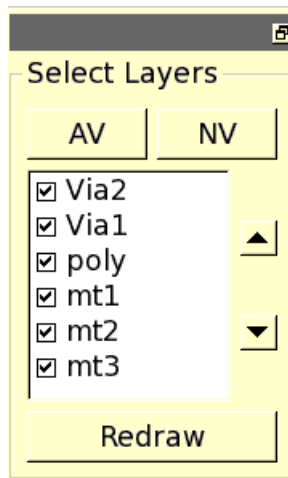 Select Layers
AV NV
Via2
Via1
poly
mt1
mt2
mt3
Redraw